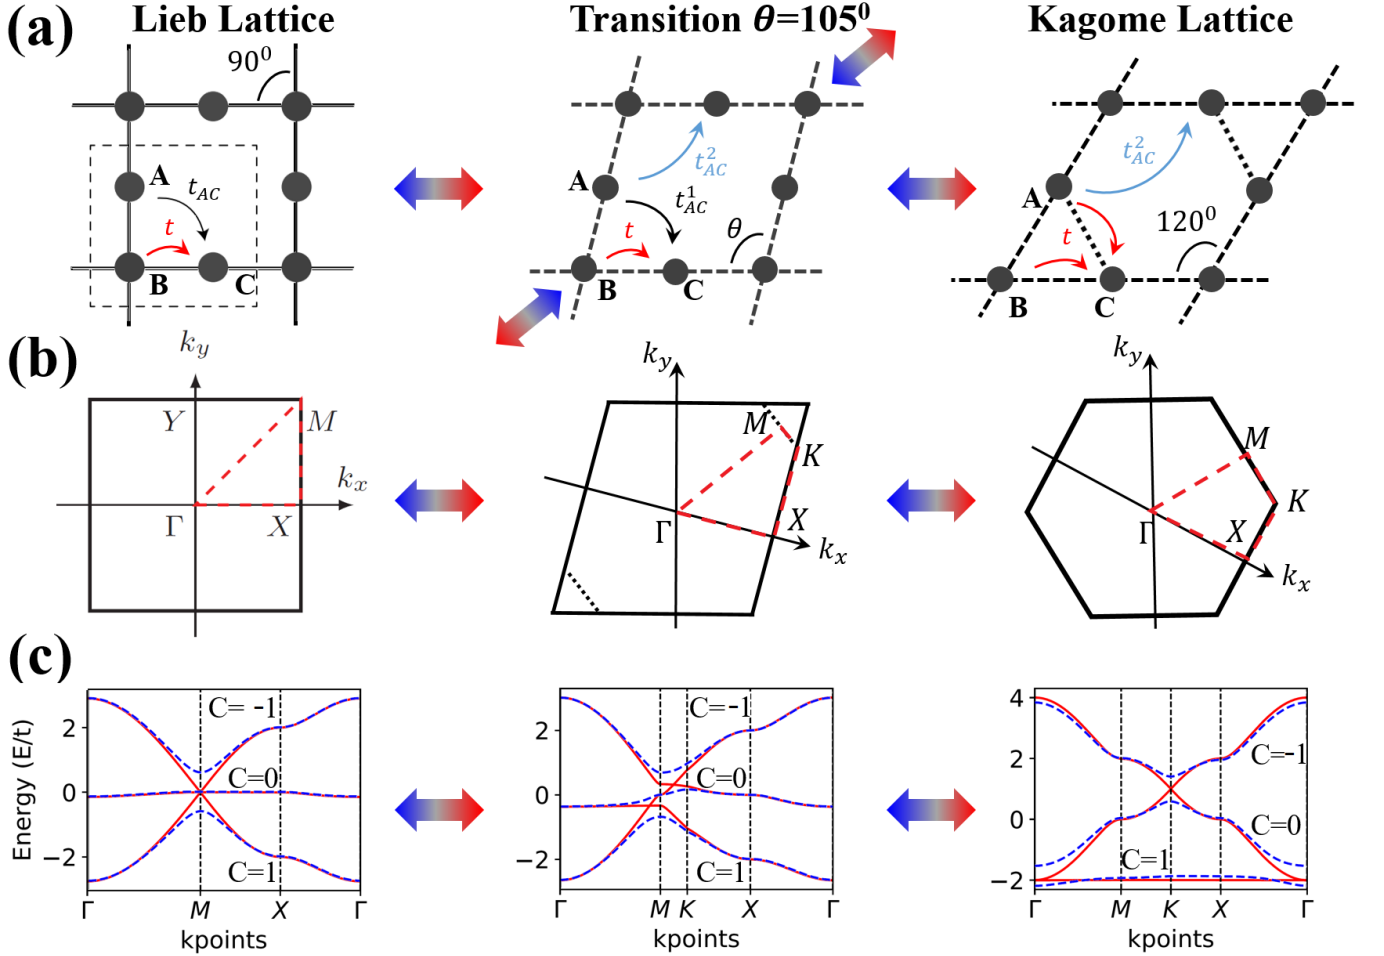 (a)
Lieb Lattice
Transition θ=105⁰
Kagome Lattice
90⁰
A
t_AC
t
B
C
t²_AC
A
t¹_AC
t
θ
B
C
t²_AC
A
t
120⁰
B
C
(b)
k_y
Y
M
k_x
Γ
X
k_y
M
K
Γ
X
k_x
k_y
M
Γ
X
K
k_x
(c)
Energy (E/t)
2
0
−2
C= -1
C=0
C=1
Γ
M
X
Γ
kpoints
2
0
−2
C=-1
C=0
C=1
Γ
M
K
X
Γ
kpoints
4
2
0
−2
C=-1
C=0
C=1
Γ
M
K
X
Γ
kpoints